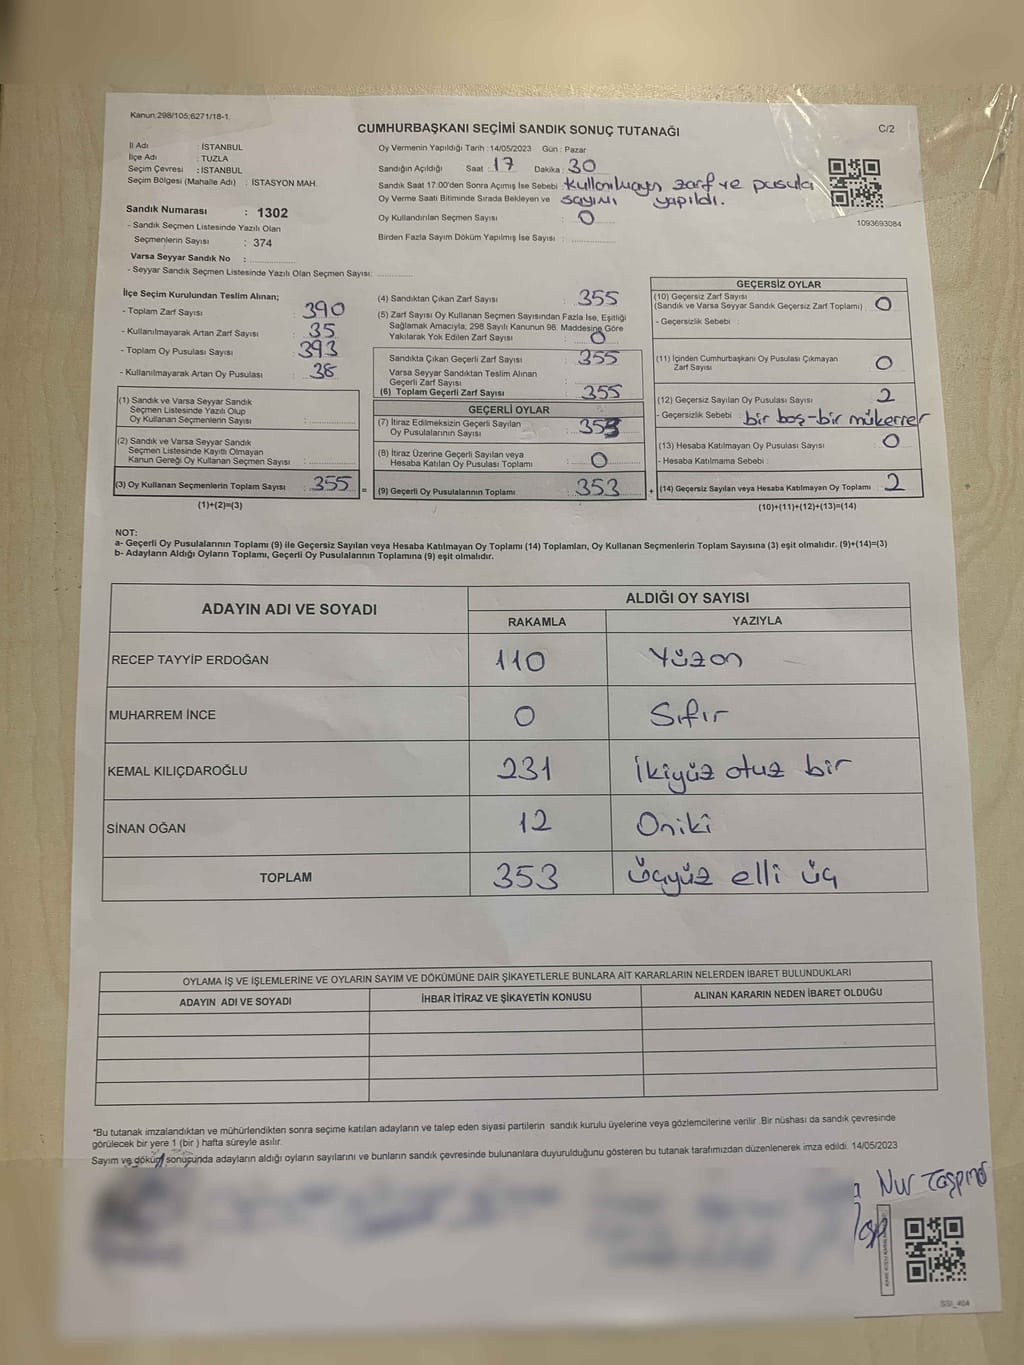 Kanun:298/105;6271/18-1.
CUMHURBAŞKANI SEÇİMİ SANDIK SONUÇ TUTANAĞI
C/2
İl Adı : İSTANBUL
İlçe Adı : TUZLA
Seçim Çevresi : İSTANBUL
Seçim Bölgesi (Mahalle Adı) : İSTASYON MAH.
Sandık Numarası : 1302
- Sandık Seçmen Listesinde Yazılı Olan
Seçmenlerin Sayısı : 374
Varsa Seyyar Sandık No :
- Seyyar Sandık Seçmen Listesinde Yazılı Olan Seçmen Sayısı:
Oy Vermenin Yapıldığı Tarih : 14/05/2023 Gün : Pazar
Sandığın Açıldığı Saat : 17 Dakika : 30
Sandık Saat 17.00'den Sonra Açımış İse Sebebi : Kullanılmayan zarf ve pusula
Oy Verme Saati Bitiminde Sırada Bekleyen ve sayımı yapıldı.
Oy Kullandırılan Seçmen Sayısı : 0
Birden Fazla Sayım Döküm Yapılmış İse Sayısı :
1093693084
İlçe Seçim Kurulundan Teslim Alınan;
- Toplam Zarf Sayısı : 390
- Kullanılmayarak Artan Zarf Sayısı : 35
- Toplam Oy Pusulası Sayısı : 393
- Kullanılmayarak Artan Oy Pusulası : 38
(1) Sandık ve Varsa Seyyar Sandık
Seçmen Listesinde Yazılı Olup
Oy Kullanan Seçmenlerin Sayısı :
(2) Sandık ve Varsa Seyyar Sandık
Seçmen Listesinde Kayıtlı Olmayan
Kanun Gereği Oy Kullanan Seçmen Sayısı :
(3) Oy Kullanan Seçmenlerin Toplam Sayısı : 355 =
(1)+(2)=(3)
(4) Sandıktan Çıkan Zarf Sayısı : 355
(5) Zarf Sayısı Oy Kullanan Seçmen Sayısından Fazla İse, Eşitliği
Sağlamak Amacıyla, 298 Sayılı Kanunun 98. Maddesine Göre
Yakılarak Yok Edilen Zarf Sayısı : 0
Sandıkta Çıkan Geçerli Zarf Sayısı : 355
Varsa Seyyar Sandıktan Teslim Alınan
Geçerli Zarf Sayısı :
(6) Toplam Geçerli Zarf Sayısı : 355
GEÇERLİ OYLAR
(7) İtiraz Edilmeksizin Geçerli Sayılan
Oy Pusulalarının Sayısı : 353
(8) İtiraz Üzerine Geçerli Sayılan veya
Hesaba Katılan Oy Pusulası Toplamı : 0
(9) Geçerli Oy Pusulalarının Toplamı : 353 +
GEÇERSİZ OYLAR
(10) Geçersiz Zarf Sayısı
(Sandık ve Varsa Seyyar Sandık Geçersiz Zarf Toplamı) : 0
- Geçersizlik Sebebi :
(11) İçinden Cumhurbaşkanı Oy Pusulası Çıkmayan
Zarf Sayısı : 0
(12) Geçersiz Sayılan Oy Pusulası Sayısı : 2
- Geçersizlik Sebebi : bir boş-bir mükerrer
(13) Hesaba Katılmayan Oy Pusulası Sayısı : 0
- Hesaba Katılmama Sebebi :
(14) Geçersiz Sayılan veya Hesaba Katılmayan Oy Toplamı : 2
(10)+(11)+(12)+(13)=(14)
NOT:
a- Geçerli Oy Pusulalarının Toplamı (9) ile Geçersiz Sayılan veya Hesaba Katılmayan Oy Toplamı (14) Toplamları, Oy Kullanan Seçmenlerin Toplam Sayısına (3) eşit olmalıdır. (9)+(14)=(3)
b- Adayların Aldığı Oyların Toplamı, Geçerli Oy Pusulalarının Toplamına (9) eşit olmalıdır.
ADAYIN ADI VE SOYADI ALDIĞI OY SAYISI
RAKAMLA YAZIYLA
RECEP TAYYİP ERDOĞAN 110 Yüzon
MUHARREM İNCE 0 Sıfır
KEMAL KILIÇDAROĞLU 231 İkiyüz otuz bir
SİNAN OĞAN 12 Oniki
TOPLAM 353 üçyüz elli üç
OYLAMA İŞ VE İŞLEMLERİNE VE OYLARIN SAYIM VE DÖKÜMÜNE DAİR ŞİKAYETLERLE BUNLARA AİT KARARLARIN NELERDEN İBARET BULUNDUKLARI
ADAYIN ADI VE SOYADI İHBAR İTİRAZ VE ŞİKAYETİN KONUSU ALINAN KARARIN NEDEN İBARET OLDUĞU
*Bu tutanak imzalandıktan ve mühürlendikten sonra seçime katılan adayların ve talep eden siyasi partilerin sandık kurulu üyelerine veya gözlemcilerine verilir .Bir nüshası da sandık çevresinde
görülecek bir yere 1 (bir ) hafta süreyle asılır.
Sayım ve döküm sonucunda adayların aldığı oyların sayılarını ve bunların sandık çevresinde bulunanlara duyurulduğunu gösteren bu tutanak tarafımızdan düzenlenerek imza edildi. 14/05/2023
Nur